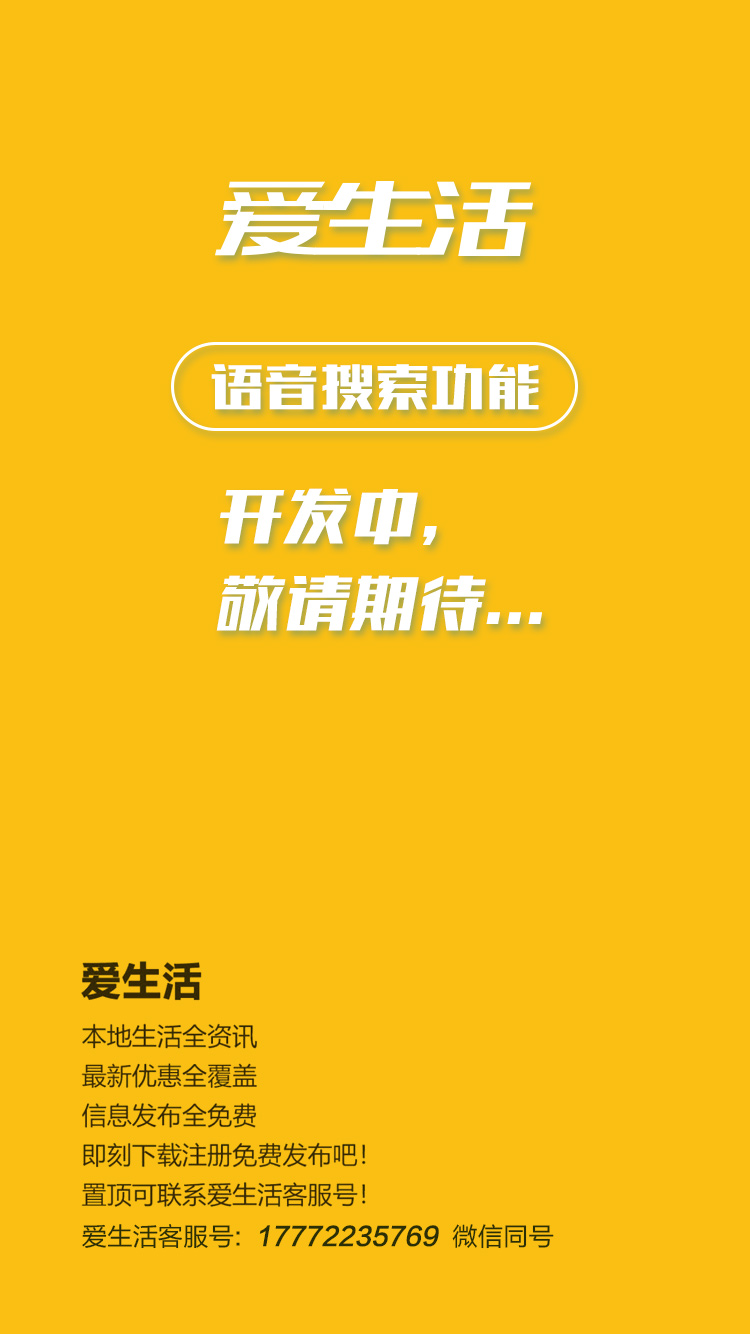 爱生活
语音搜索功能
开发中，
敬请期待...
爱生活
本地生活全资讯
最新优惠全覆盖
信息发布全免费
即刻下载注册免费发布吧！
置顶可联系爱生活客服号！
爱生活客服号：17772235769 微信同号